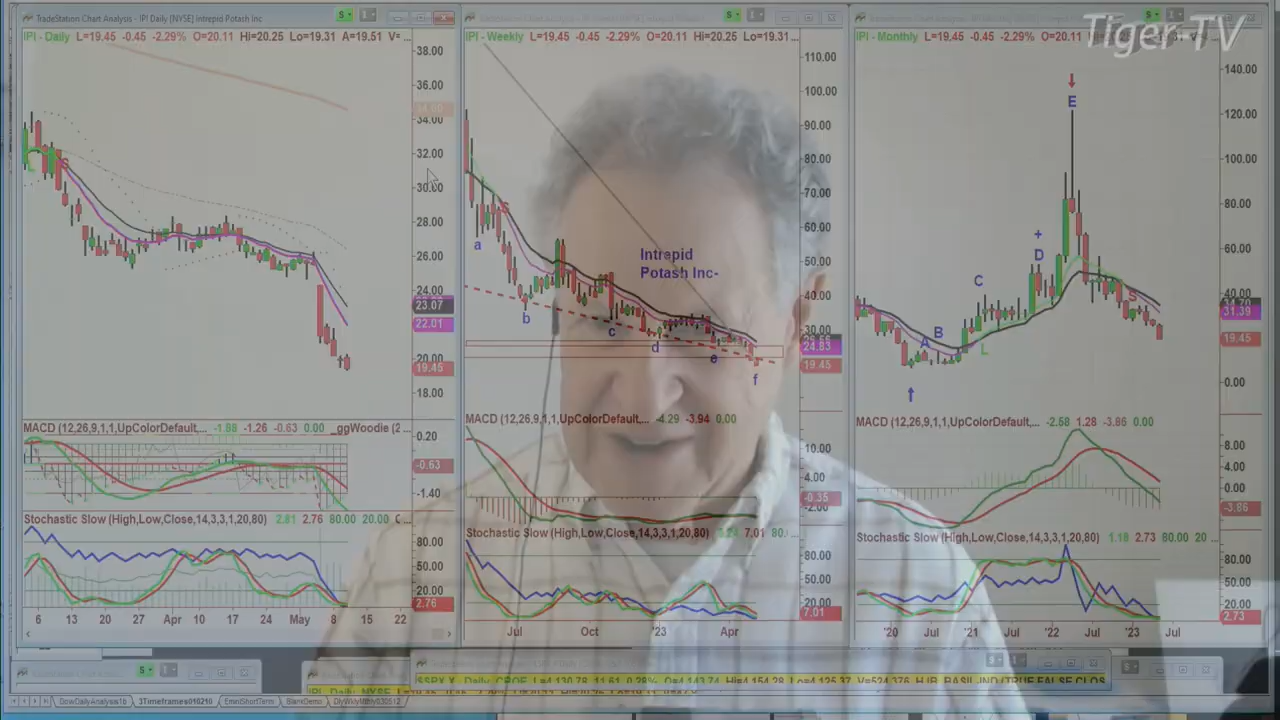 TradeStation Chart Analysis - IPI Daily [NYSE] Intrepid Potash Inc
Tiger-TV
IPI - Daily L=19.45 -0.45 -2.29% O=20.11 Hi=20.25 Lo=19.31 A=19.51 V=
38.00
36.00
34.00
32.00
30.00
28.00
26.00
24.00
23.07
22.01
20.00
19.45
18.00
S
MACD (12,26,9,1,1,UpColorDefault,... -1.88 -1.26 -0.63 0.00 _ggWoodie (2 ...
0.20
-0.63
-1.40
Stochastic Slow (High,Low,Close,14,3,3,1,20,80) 2.81 2.76 80.00 20.00
80.00
50.00
20.00
2.76
6 13 20 27 Apr 10 17 24 May 8 15 22
IPI - Weekly L=19.45 -0.45 -2.29% O=20.11 Hi=20.25 Lo=19.31...
110.00
100.00
90.00
80.00
70.00
60.00
50.00
40.00
30.00
24.83
19.45
S
a
b
c
d
e
f
Intrepid
Potash Inc-
MACD (12,26,9,1,1,UpColorDefault,... -4.29 -3.94 0.00
10.00
4.00
-0.35
-2.00
Stochastic Slow (High,Low,Close,14,3,3,1,20,80) 7.01 80.
80.00
50.00
20.00
7.01
Jul Oct '23 Apr
IPI - Monthly L=19.45 -0.45 -2.29% O=20.11
140.00
120.00
100.00
80.00
60.00
40.00
31.39
19.45
0.00
E
+
D
C
B
A
L
S
MACD (12,26,9,1,1,UpColorDefault,... -2.58 1.28 -3.86 0.00
8.00
4.00
0.00
-3.86
Stochastic Slow (High,Low,Close,14,3,3,1,20,80) 1.18 2.73 80.00 20 ...
80.00
50.00
20.00
2.73
'20 Jul '21 Jul '22 Jul '23 Jul
DowDailyAnalysis16 3Timeframes010210 EminiShortTerm BlankDemo DlyWklyMthly030512